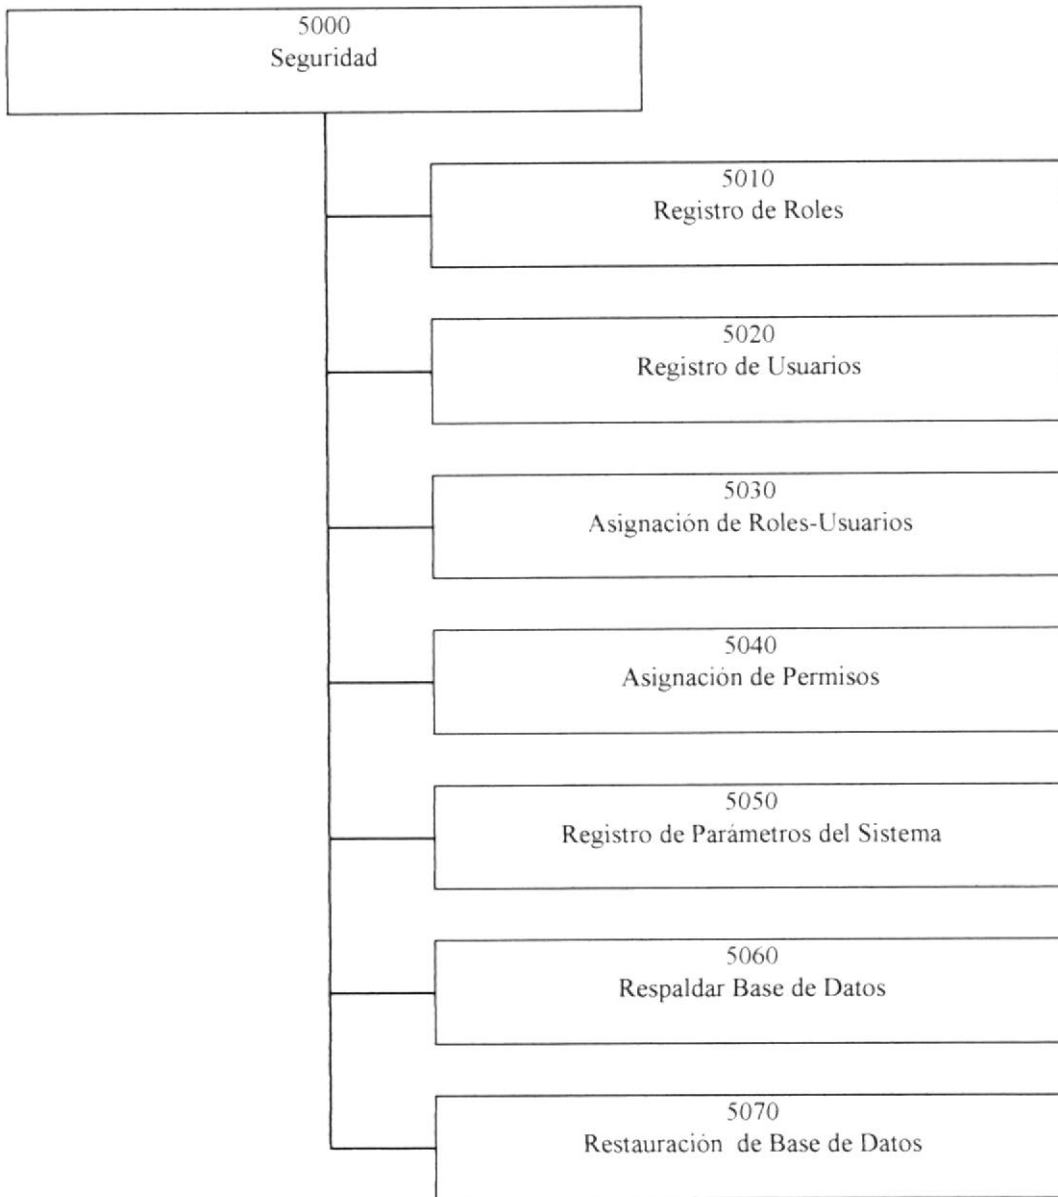 5000
Seguridad
5010
Registro de Roles
5020
Registro de Usuarios
5030
Asignación de Roles-Usuarios
5040
Asignación de Permisos
5050
Registro de Parámetros del Sistema
5060
Respaldar Base de Datos
5070
Restauración de Base de Datos